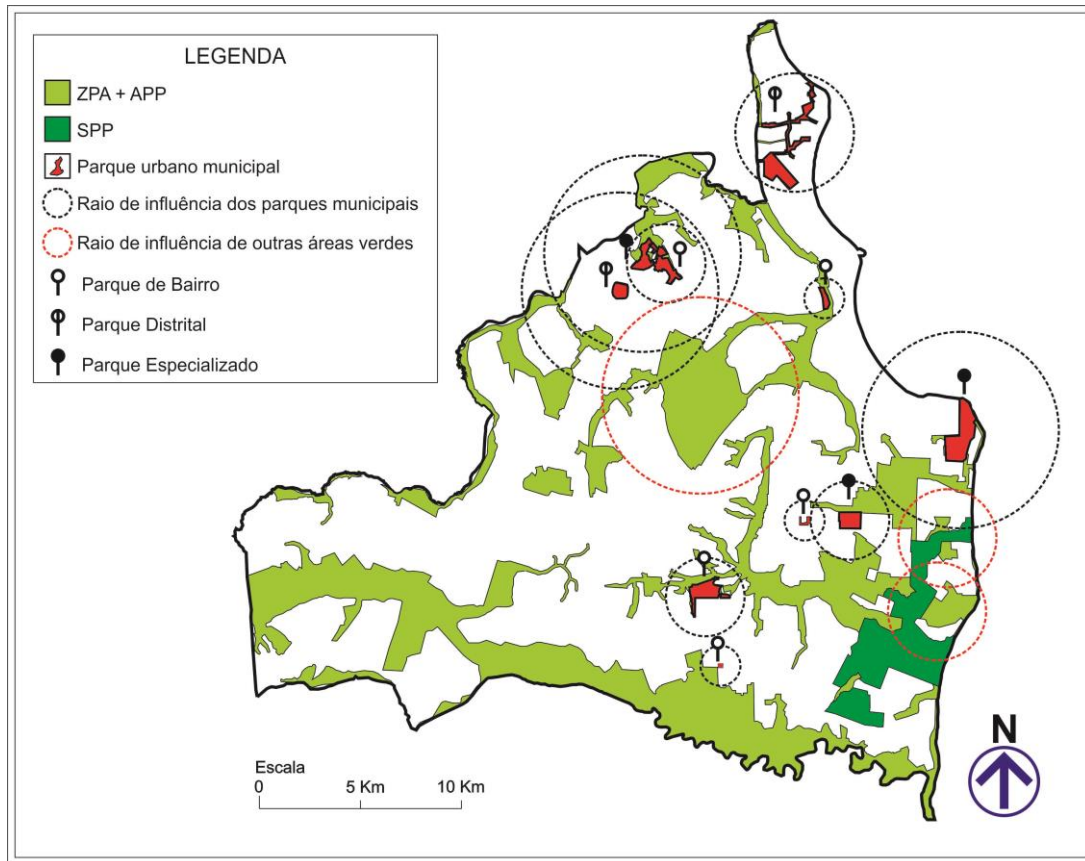 LEGENDA
ZPA + APP
SPP
Parque urbano municipal
Raio de influência dos parques municipais
Raio de influência de outras áreas verdes
Parque de Bairro
Parque Distrital
Parque Especializado
Escala
0 5 Km 10 Km
N